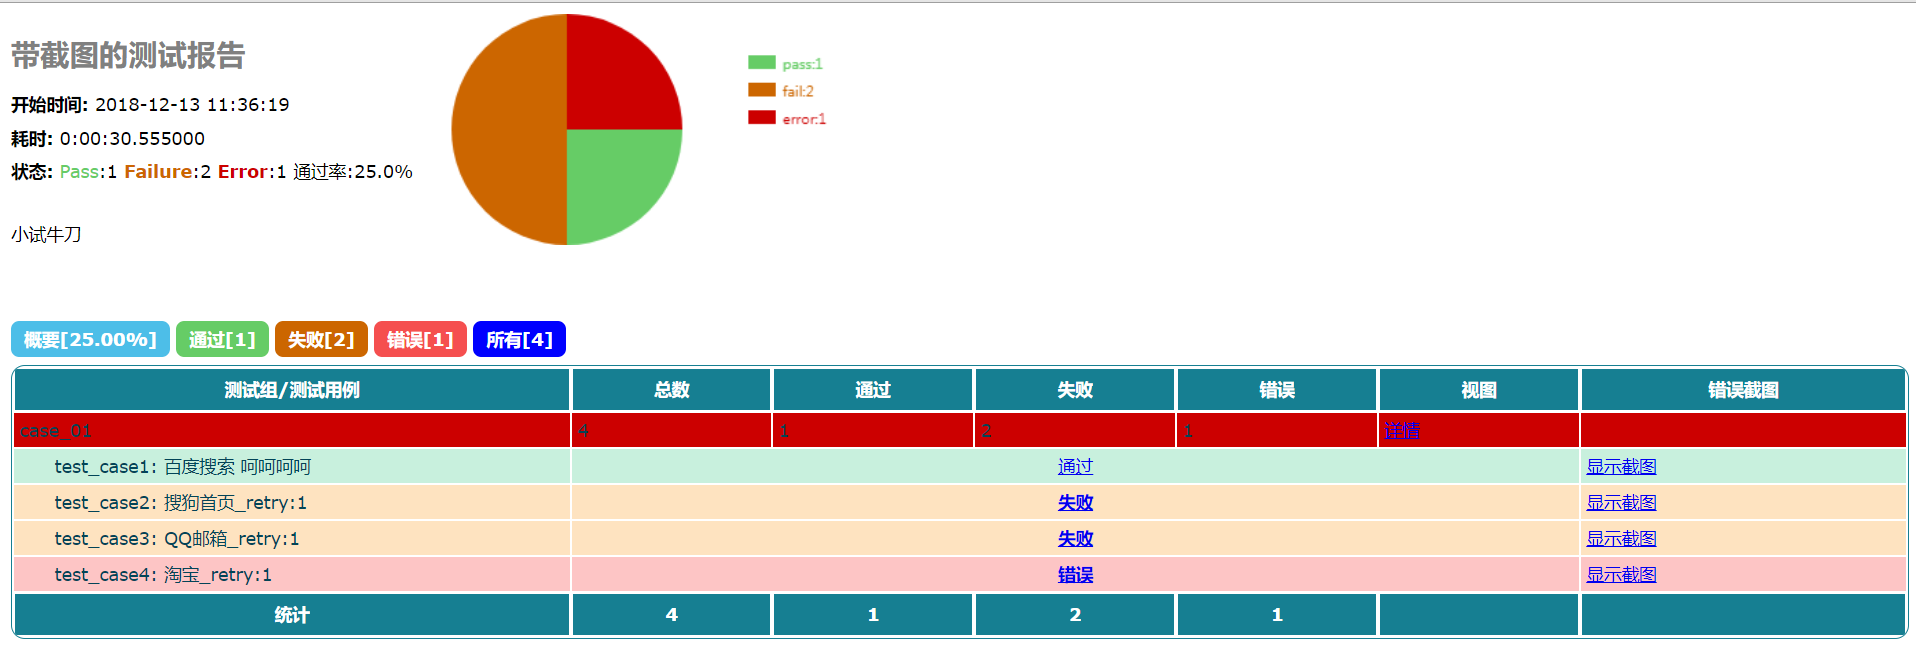 带截图的测试报告
开始时间: 2018-12-13 11:36:19
耗时: 0:00:30.555000
状态: Pass:1 Failure:2 Error:1 通过率:25.0%
小试牛刀
pass:1
fail:2
error:1
概要[25.00%] 通过[1] 失败[2] 错误[1] 所有[4]
测试组/测试用例 总数 通过 失败 错误 视图 错误截图
case_01 4 1 2 1 详情
test_case1: 百度搜索 呵呵呵呵 通过 显示截图
test_case2: 搜狗首页_retry:1 失败 显示截图
test_case3: QQ邮箱_retry:1 失败 显示截图
test_case4: 淘宝_retry:1 错误 显示截图
统计 4 1 2 1